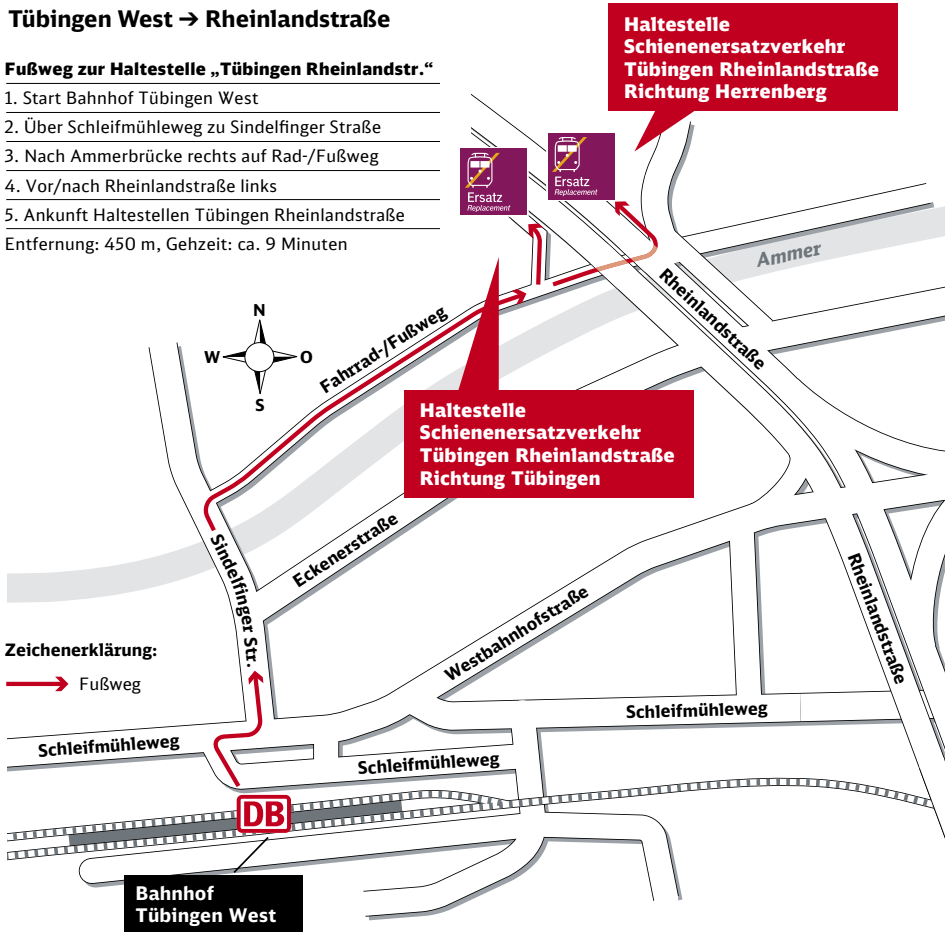 Tübingen West → Rheinlandstraße
Fußweg zur Haltestelle „Tübingen Rheinlandstr.“
1. Start Bahnhof Tübingen West
2. Über Schleifmühleweg zu Sindelfinger Straße
3. Nach Ammerbrücke rechts auf Rad-/Fußweg
4. Vor/nach Rheinlandstraße links
5. Ankunft Haltestellen Tübingen Rheinlandstraße
Entfernung: 450 m, Gehzeit: ca. 9 Minuten
Haltestelle
Schienenersatzverkehr
Tübingen Rheinlandstraße
Richtung Herrenberg
Ersatz
Replacement
Ersatz
Replacement
Ammer
Rheinlandstraße
N
W
O
S
Fahrrad-/Fußweg
Haltestelle
Schienenersatzverkehr
Tübingen Rheinlandstraße
Richtung Tübingen
Sindelfinger Str.
Eckenerstraße
Westbahnhofstraße
Rheinlandstraße
Zeichenerklärung:
Fußweg
Schleifmühleweg
Schleifmühleweg
Schleifmühleweg
DB
Bahnhof
Tübingen West